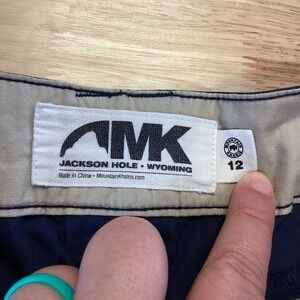 MK
JACKSON HOLE • WYOMING
Made in China • MountainKhakis.com
12